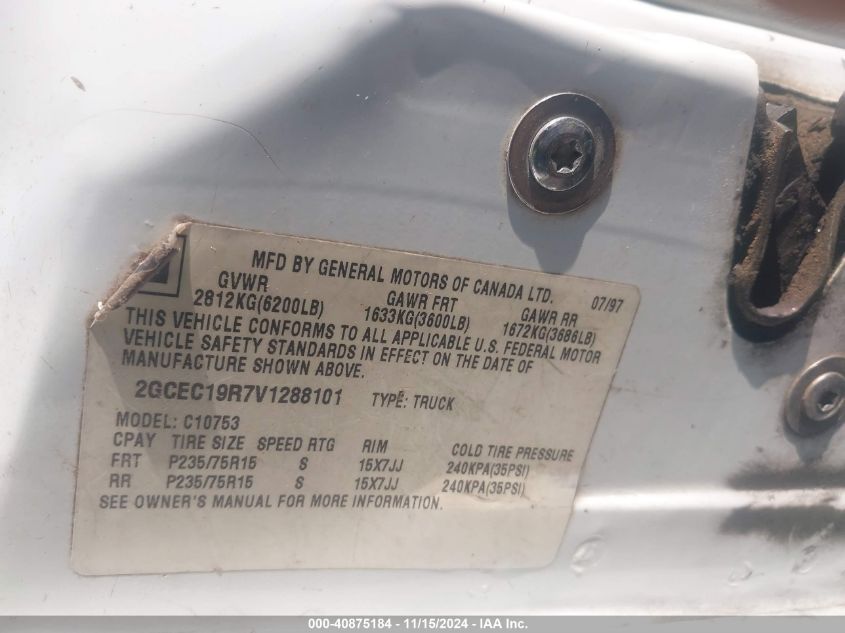 MFD BY GENERAL MOTORS OF CANADA LTD. 07/97
GVWR GAWR FRT GAWR RR
2812KG(6200LB) 1633KG(3600LB) 1672KG(3686LB)
THIS VEHICLE CONFORMS TO ALL APPLICABLE U.S. FEDERAL MOTOR
VEHICLE SAFETY STANDARDS IN EFFECT ON THE DATE OF
MANUFACTURE SHOWN ABOVE.
2GCEC19R7V1288101 TYPE: TRUCK
MODEL: C10753
CPAY TIRE SIZE SPEED RTG RIM COLD TIRE PRESSURE
FRT P235/75R15 S 15X7JJ 240KPA(35PSI)
RR P235/75R15 S 15X7JJ 240KPA(35PSI)
SEE OWNER'S MANUAL FOR MORE INFORMATION.
000-40875184 - 11/15/2024 - IAA Inc.